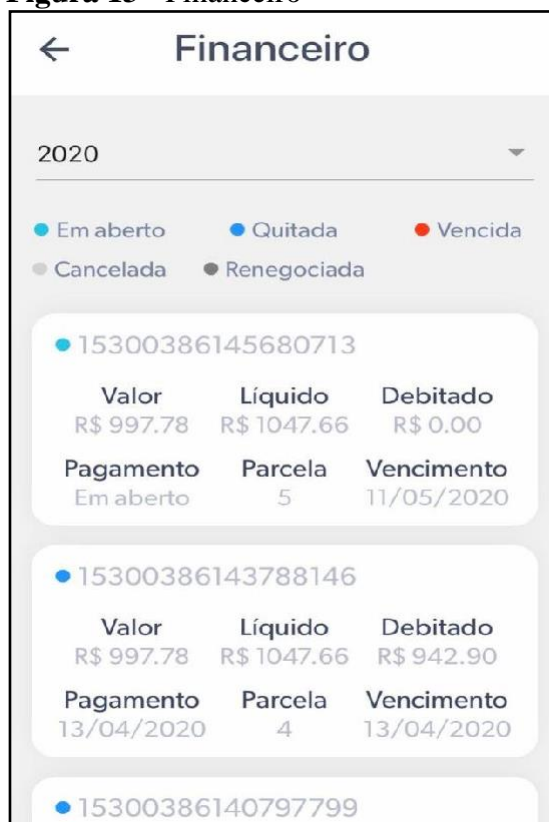 Figura 15 - Financeiro
Financeiro
2020
Em aberto Quitada Vencida
Cancelada Renegociada
15300386145680713
Valor Líquido Debitado
R$ 997.78 R$ 1047.66 R$ 0.00
Pagamento Parcela Vencimento
Em aberto 5 11/05/2020
15300386143788146
Valor Líquido Debitado
R$ 997.78 R$ 1047.66 R$ 942.90
Pagamento Parcela Vencimento
13/04/2020 4 13/04/2020
15300386140797799